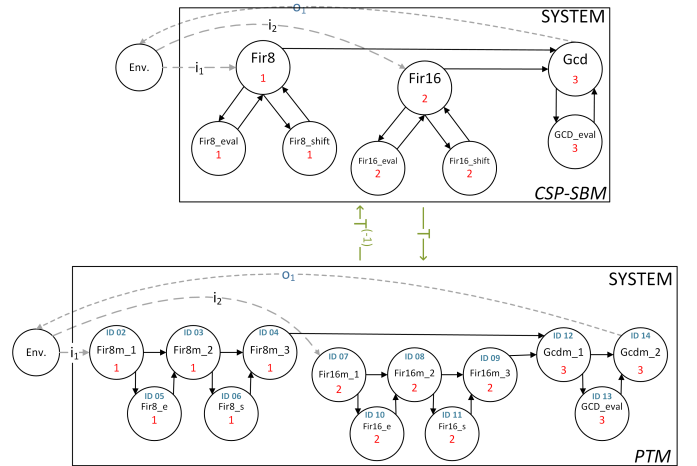 SYSTEM
o1
i2
Env.
i1
Fir8
1
Fir16
2
Gcd
3
Fir8_eval
1
Fir8_shift
1
Fir16_eval
2
Fir16_shift
2
GCD_eval
3
CSP-SBM
T(-1)
T
SYSTEM
o1
i2
Env.
i1
ID 02
Fir8m_1
1
ID 03
Fir8m_2
1
ID 04
Fir8m_3
1
ID 05
Fir8_e
1
ID 06
Fir8_s
1
ID 07
Fir16m_1
2
ID 08
Fir16m_2
2
ID 09
Fir16m_3
2
ID 10
Fir16_e
2
ID 11
Fir16_s
2
ID 12
Gcdm_1
3
ID 14
Gcdm_2
3
ID 13
GCD_eval
3
PTM